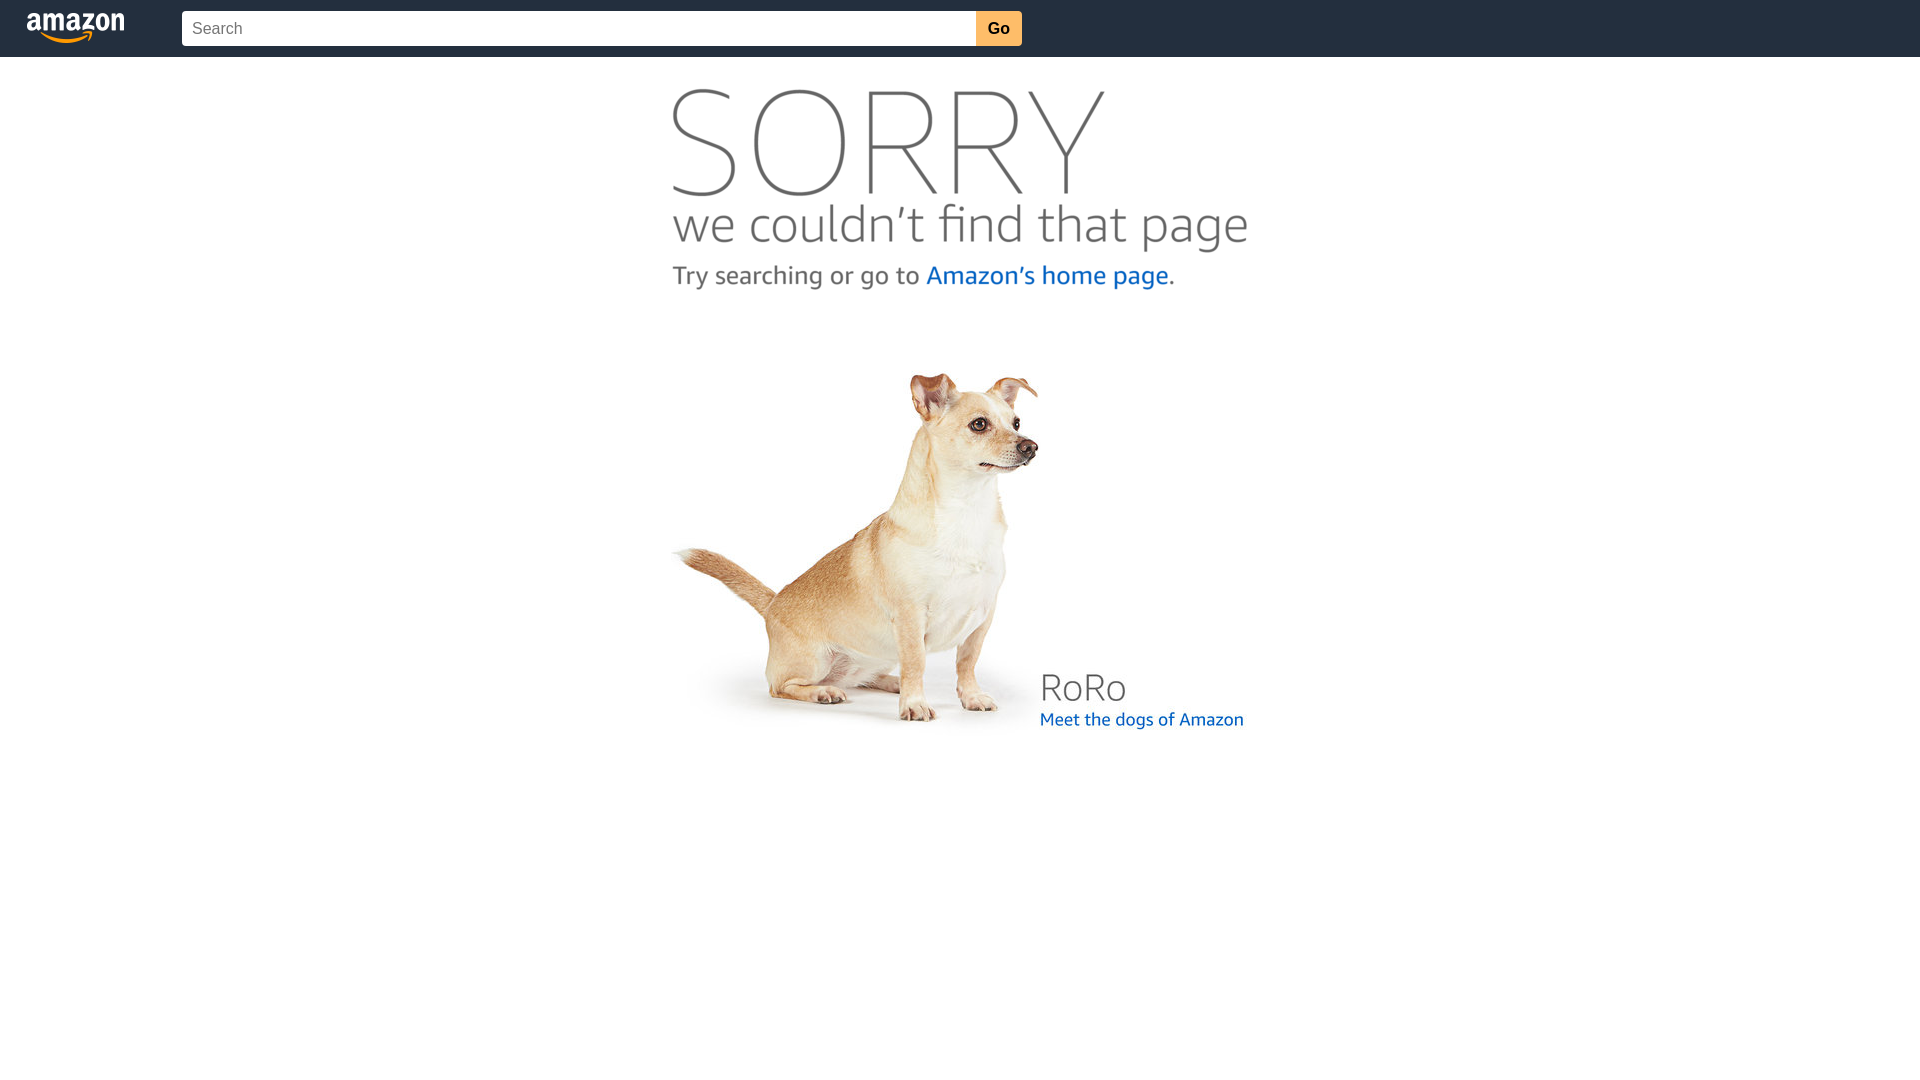 amazon
Search
Go
SORRY
we couldn't find that page
Try searching or go to Amazon's home page.
RoRo
Meet the dogs of Amazon